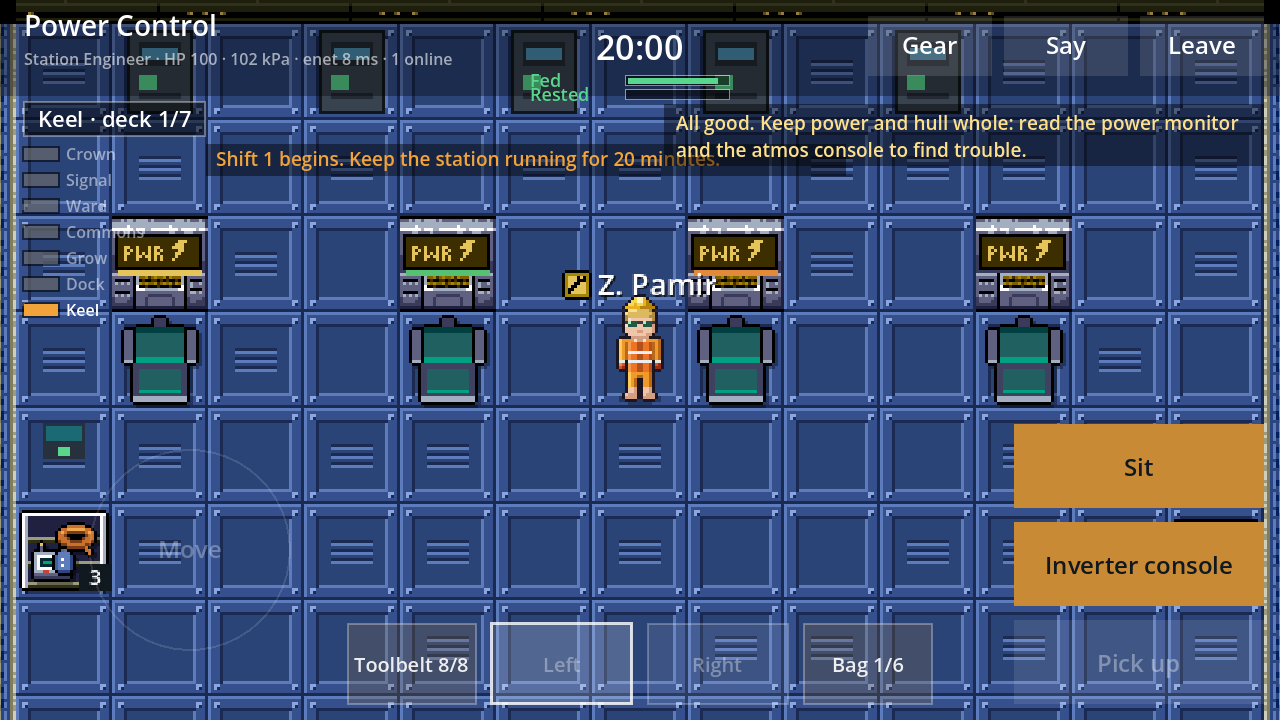 Power Control
Station Engineer · HP 100 · 102 kPa · enet 8 ms · 1 online
20:00
Fed
Rested
Gear
Say
Leave
Keel · deck 1/7
Crown
Signal
Ward
Commons
Grow
Dock
Keel
Shift 1 begins. Keep the station running for 20 minutes.
All good. Keep power and hull whole: read the power monitor
and the atmos console to find trouble.
PWR
PWR
PWR
PWR
Z. Pamir
Sit
Inverter console
Move
3
Toolbelt 8/8
Left
Right
Bag 1/6
Pick up